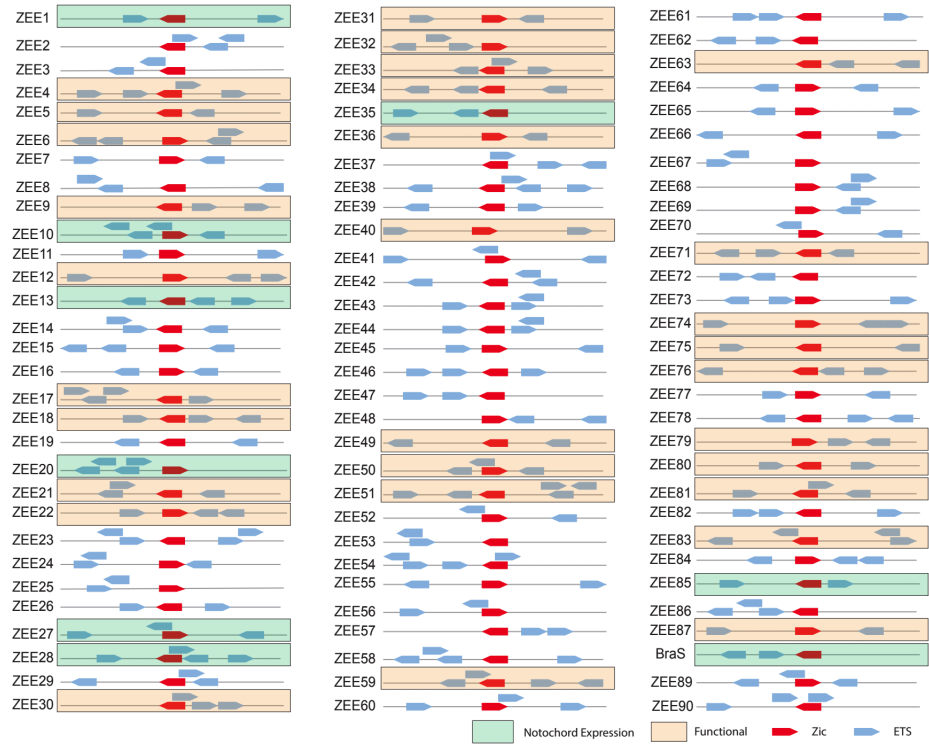 ZEE1
ZEE2
ZEE3
ZEE4
ZEE5
ZEE6
ZEE7
ZEE8
ZEE9
ZEE10
ZEE11
ZEE12
ZEE13
ZEE14
ZEE15
ZEE16
ZEE17
ZEE18
ZEE19
ZEE20
ZEE21
ZEE22
ZEE23
ZEE24
ZEE25
ZEE26
ZEE27
ZEE28
ZEE29
ZEE30
ZEE31
ZEE32
ZEE33
ZEE34
ZEE35
ZEE36
ZEE37
ZEE38
ZEE39
ZEE40
ZEE41
ZEE42
ZEE43
ZEE44
ZEE45
ZEE46
ZEE47
ZEE48
ZEE49
ZEE50
ZEE51
ZEE52
ZEE53
ZEE54
ZEE55
ZEE56
ZEE57
ZEE58
ZEE59
ZEE60
ZEE61
ZEE62
ZEE63
ZEE64
ZEE65
ZEE66
ZEE67
ZEE68
ZEE69
ZEE70
ZEE71
ZEE72
ZEE73
ZEE74
ZEE75
ZEE76
ZEE77
ZEE78
ZEE79
ZEE80
ZEE81
ZEE82
ZEE83
ZEE84
ZEE85
ZEE86
ZEE87
BraS
ZEE89
ZEE90
Notochord Expression Functional Zic ETS